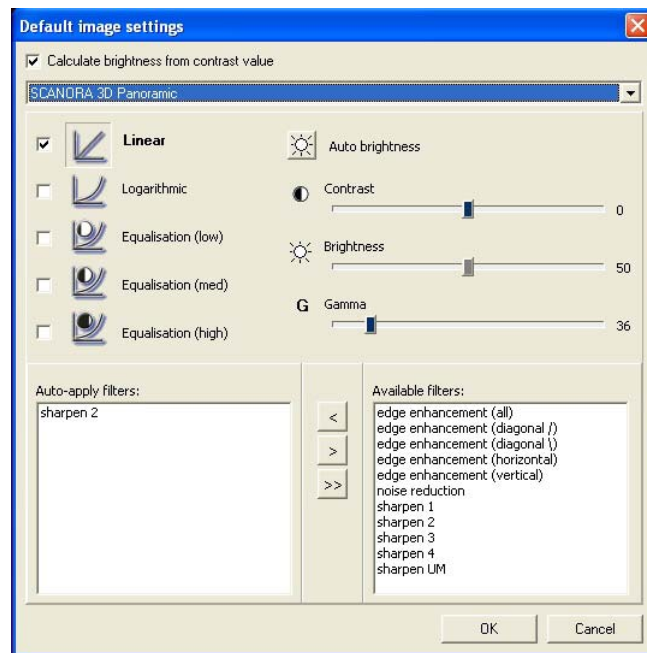 Default image settings
Calculate brightness from contrast value
SCANORA 3D Panoramic
Linear
Logarithmic
Equalisation (low)
Equalisation (med)
Equalisation (high)
Auto brightness
Contrast
0
Brightness
50
G Gamma
36
Auto-apply filters:
sharpen 2
<
>
>>
Available filters:
edge enhancement (all)
edge enhancement (diagonal /)
edge enhancement (diagonal \)
edge enhancement (horizontal)
edge enhancement (vertical)
noise reduction
sharpen 1
sharpen 2
sharpen 3
sharpen 4
sharpen UM
OK
Cancel